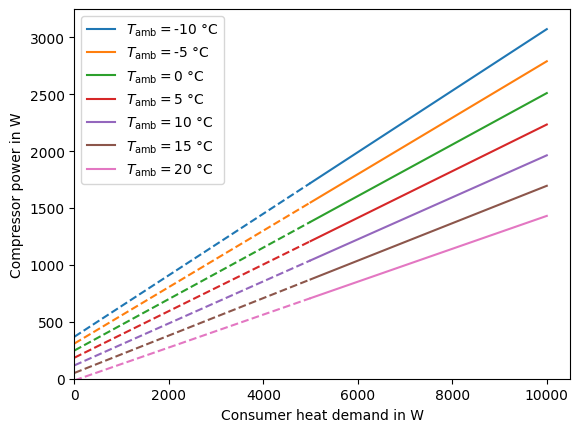 T_amb = -10 °C
T_amb = -5 °C
T_amb = 0 °C
T_amb = 5 °C
T_amb = 10 °C
T_amb = 15 °C
T_amb = 20 °C
Compressor power in W
3000
2500
2000
1500
1000
500
0
0 2000 4000 6000 8000 10000
Consumer heat demand in W